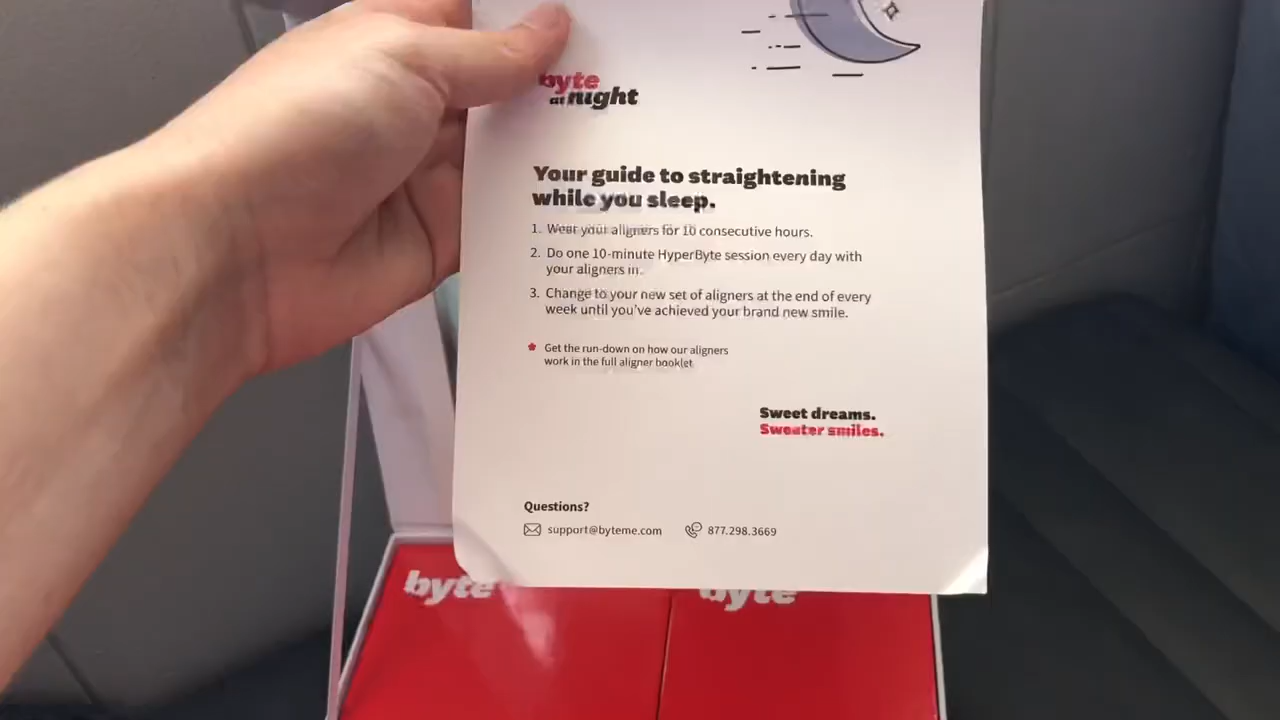 byte
at night
Your guide to straightening
while you sleep.
1. Wear your aligners for 10 consecutive hours.
2. Do one 10-minute HyperByte session every day with
your aligners in.
3. Change to your new set of aligners at the end of every
week until you've achieved your brand new smile.
Get the run-down on how our aligners
work in the full aligner booklet
Sweet dreams.
Sweater smiles.
Questions?
support@byteme.com 877.298.3669
byte byte